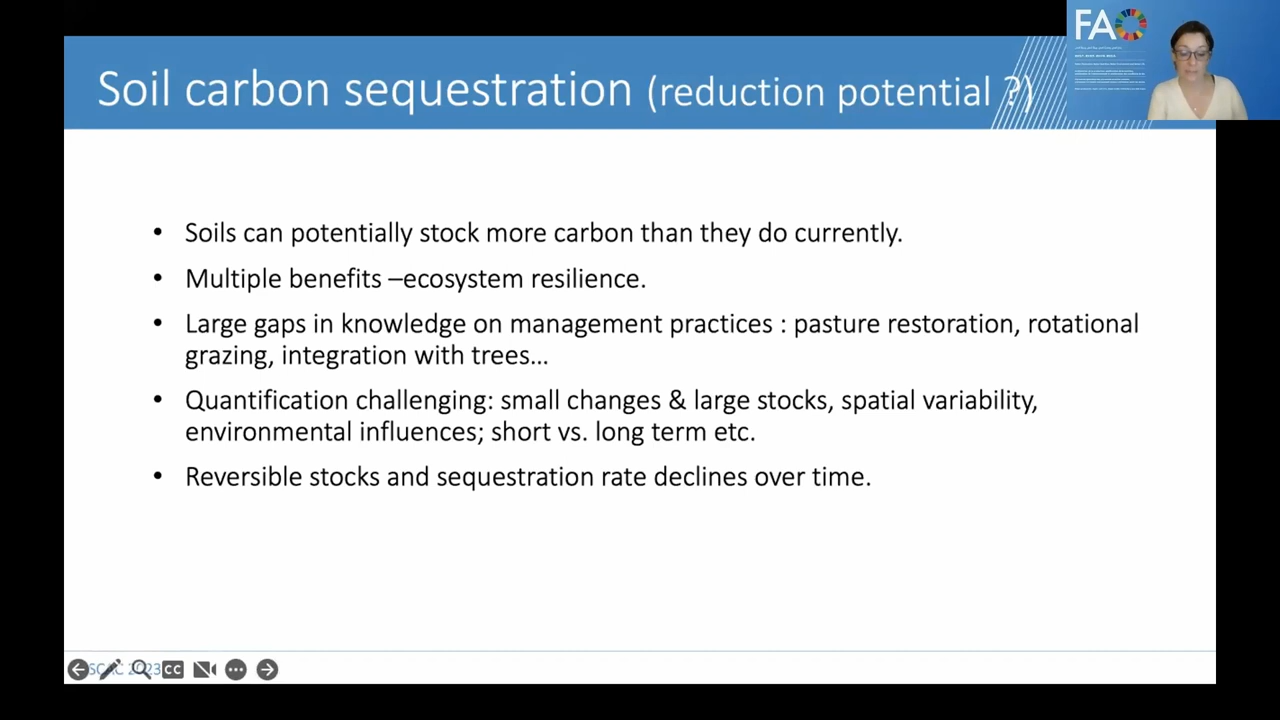 FAO
Soil carbon sequestration (reduction potential ?)
• Soils can potentially stock more carbon than they do currently.
• Multiple benefits –ecosystem resilience.
• Large gaps in knowledge on management practices : pasture restoration, rotational
grazing, integration with trees...
• Quantification challenging: small changes & large stocks, spatial variability,
environmental influences; short vs. long term etc.
• Reversible stocks and sequestration rate declines over time.
2023
CC